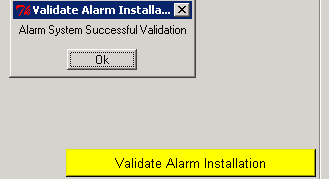 Validate Alarm Installa...
Alarm System Successful Validation
Ok
Validate Alarm Installation